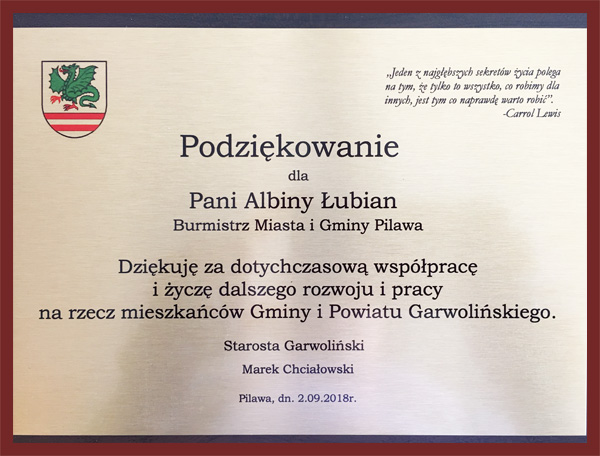 „Jeden z najgłębszych sekretów życia polega
na tym, że tylko to wszystko, co robimy dla
innych, jest tym co naprawdę warto robić”.
-Carrol Lewis
Podziękowanie
dla
Pani Albiny Łubian
Burmistrz Miasta i Gminy Pilawa
Dziękuję za dotychczasową współpracę
i życzę dalszego rozwoju i pracy
na rzecz mieszkańców Gminy i Powiatu Garwolińskiego.
Starosta Garwoliński
Marek Chciałowski
Pilawa, dn. 2.09.2018r.